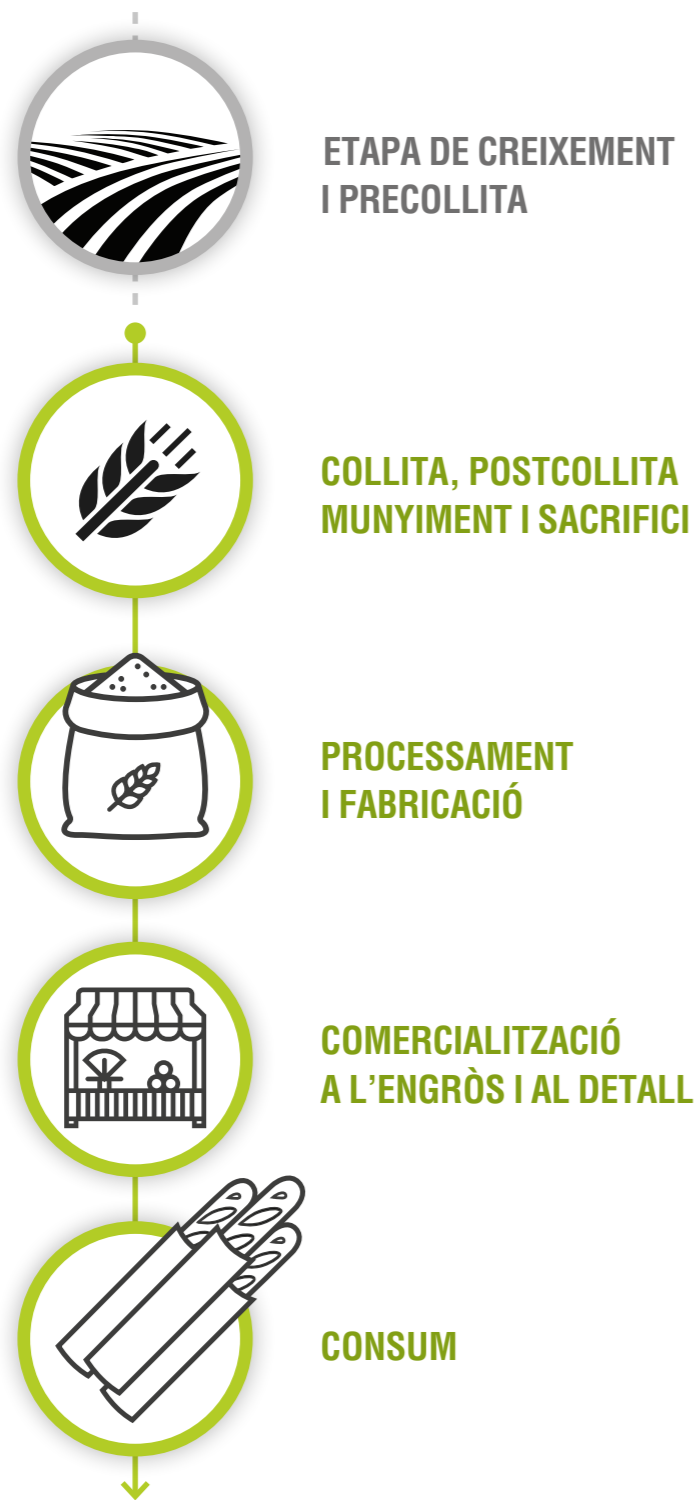 ETAPA DE CREIXEMENT
I PRECOLLITA
COLLITA, POSTCOLLITA
MUNYIMENT I SACRIFICI
PROCESSAMENT
I FABRICACIÓ
COMERCIALITZACIÓ
A L’ENGRÒS I AL DETALL
CONSUM